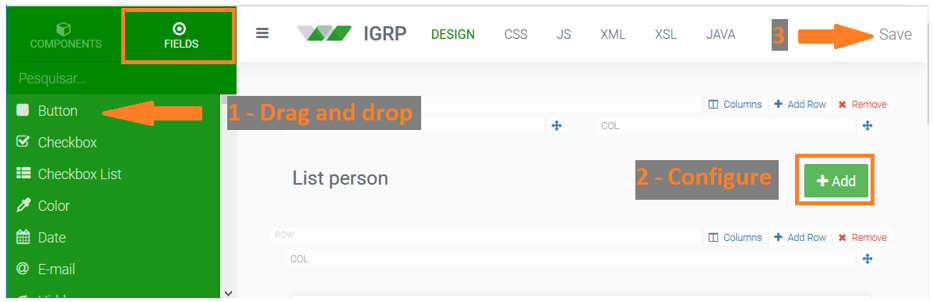 COMPONENTS
FIELDS
IGRP
DESIGN
CSS
JS
XML
XSL
JAVA
3
Save
Pesquisar...
Button
1 - Drag and drop
Columns
Add Row
Remove
COL
Checkbox
Checkbox List
List person
2 - Configure
Add
Color
Date
ROW
Columns
Add Row
Remove
COL
E-mail